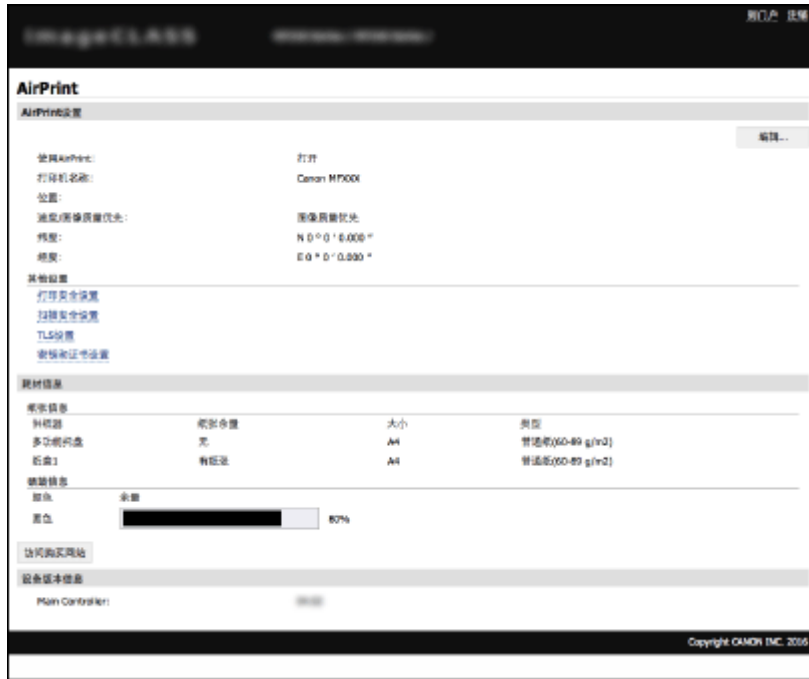 imageCLASS
到门户 注销
AirPrint
AirPrint设置
编辑...
使用AirPrint: 打开
打印机名称: Canon MFXXX
位置:
速度/图像质量优先: 图像质量优先
纬度: N 0 ° 0 ' 0.000 "
经度: E 0 ° 0 ' 0.000 "
其他设置
打印安全设置
扫描安全设置
TLS设置
密钥和证书设置
耗材信息
纸张信息
供纸器 纸张余量 大小 类型
多功能托盘 无 A4 普通纸(60-89 g/m2)
纸盒1 有纸张 A4 普通纸(60-89 g/m2)
墨粉信息
颜色 余量
黑色 80%
访问购买网站
设备版本信息
Main Controller:
Copyright CANON INC. 2016